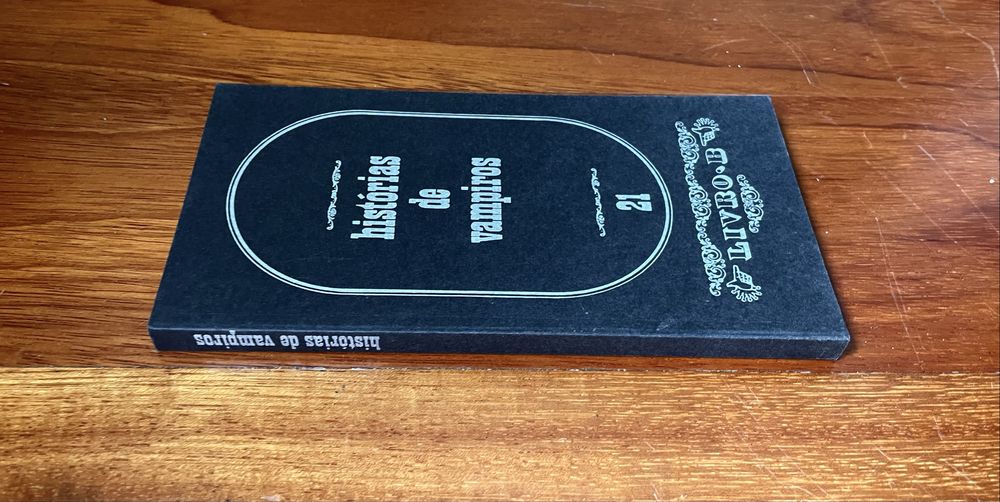 histórias
de
vampiros
21
LIVRO·B
histórias de vampiros